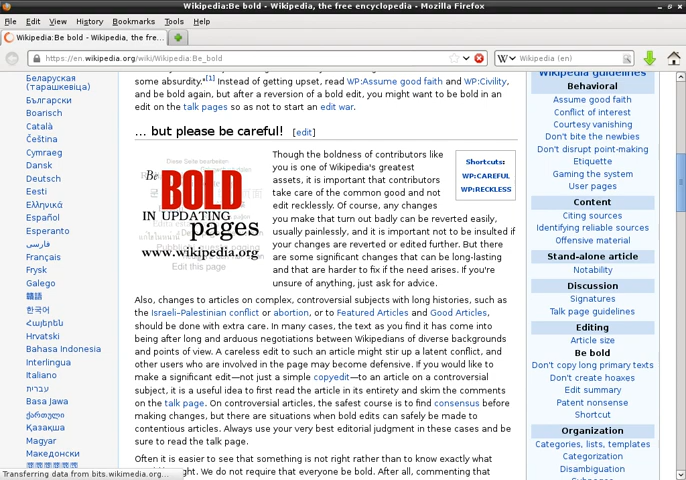 Wikipedia:Be bold - Wikipedia, the free encyclopedia - Mozilla Firefox
File Edit View History Bookmarks Tools Help
Wikipedia:Be bold - Wikipedia, the fre...
https://en.wikipedia.org/wiki/Wikipedia:Be_bold
Wikipedia (en)
Беларуская
(тарашкевіца)
Български
Boarisch
Català
Čeština
Cymraeg
Dansk
Deutsch
Eesti
Ελληνικά
Español
Esperanto
فارسی
Français
Frysk
Galego
贛語
한국어
Հայերեն
Hrvatski
Bahasa Indonesia
Interlingua
Italiano
עברית
Basa Jawa
ქართული
Қазақша
Magyar
Македонски
Transferring data from bits.wikimedia.org...
some absurdity."[1] Instead of getting upset, read WP:Assume good faith and WP:Civility,
and be bold again, but after a reversion of a bold edit, you might want to be bold in an
edit on the talk pages so as not to start an edit war.
... but please be careful! [edit]
Diese Seite bearbeiten
Be BOLD
IN UPDATING
pages
www.wikipedia.org
Edit this page
Though the boldness of contributors like
you is one of Wikipedia's greatest
assets, it is important that contributors
take care of the common good and not
edit recklessly. Of course, any changes
you make that turn out badly can be reverted easily,
usually painlessly, and it is important not to be insulted if
your changes are reverted or edited further. But there
are some significant changes that can be long-lasting
and that are harder to fix if the need arises. If you're
unsure of anything, just ask for advice.
Shortcuts:
WP:CAREFUL
WP:RECKLESS
Also, changes to articles on complex, controversial subjects with long histories, such as
the Israeli–Palestinian conflict or abortion, or to Featured Articles and Good Articles,
should be done with extra care. In many cases, the text as you find it has come into
being after long and arduous negotiations between Wikipedians of diverse backgrounds
and points of view. A careless edit to such an article might stir up a latent conflict, and
other users who are involved in the page may become defensive. If you would like to
make a significant edit—not just a simple copyedit—to an article on a controversial
subject, it is a useful idea to first read the article in its entirety and skim the comments
on the talk page. On controversial articles, the safest course is to find consensus before
making changes, but there are situations when bold edits can safely be made to
contentious articles. Always use your very best editorial judgment in these cases and be
sure to read the talk page.
Often it is easier to see that something is not right rather than to know exactly what
ght. We do not require that everyone be bold. After all, commenting that
Wikipedia guidelines
Behavioral
Assume good faith
Conflict of interest
Courtesy vanishing
Don't bite the newbies
Don't disrupt point-making
Etiquette
Gaming the system
User pages
Content
Citing sources
Identifying reliable sources
Offensive material
Stand-alone article
Notability
Discussion
Signatures
Talk page guidelines
Editing
Article size
Be bold
Don't copy long primary texts
Don't create hoaxes
Edit summary
Patent nonsense
Shortcut
Organization
Categories, lists, templates
Categorization
Disambiguation